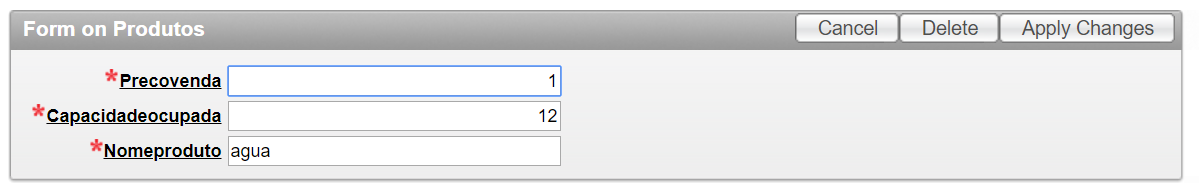 Form on Produtos Cancel Delete Apply Changes
*Precovenda 1
*Capacidadeocupada 12
*Nomeproduto agua